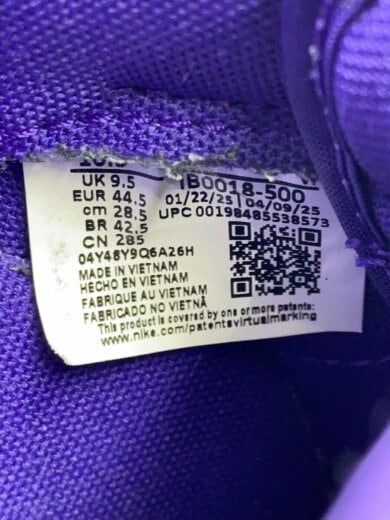 10.5
UK 9.5 IB0018-500
EUR 44.5 01/22/25 04/09/25
cm 28.5 UPC 00198485538573
BR 42.5
CN 285
04Y48Y9Q6A26H
MADE IN VIETNAM
HECHO EN VIETNAM
FABRIQUE AU VIETNAM
FABRICADO NO VIETNÃ
This product is covered by one or more patents:
www.nike.com/patentsvirtualmarking